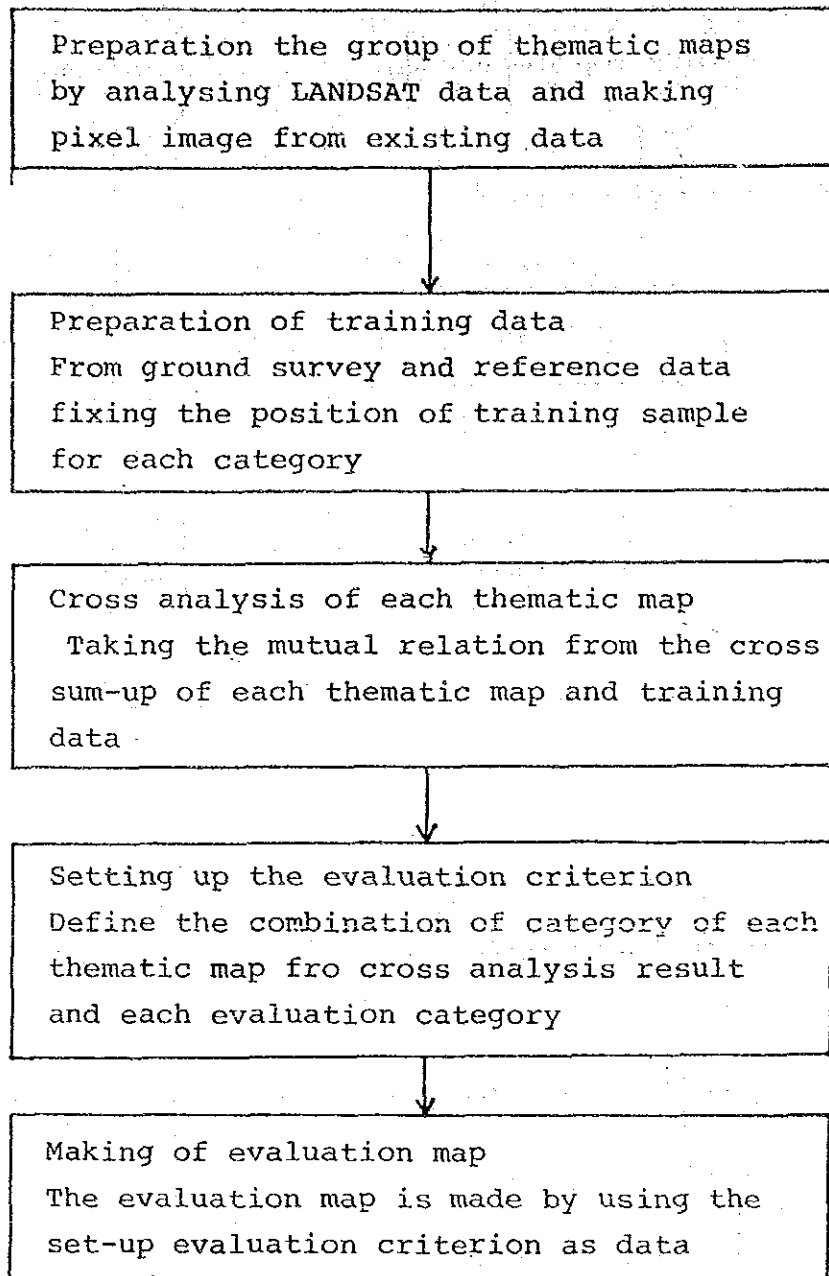 Preparation the group of thematic maps
by analysing LANDSAT data and making
pixel image from existing data
Preparation of training data
From ground survey and reference data
fixing the position of training sample
for each category
Cross analysis of each thematic map
Taking the mutual relation from the cross
sum-up of each thematic map and training
data
Setting up the evaluation criterion
Define the combination of category of each
thematic map fro cross analysis result
and each evaluation category
Making of evaluation map
The evaluation map is made by using the
set-up evaluation criterion as data